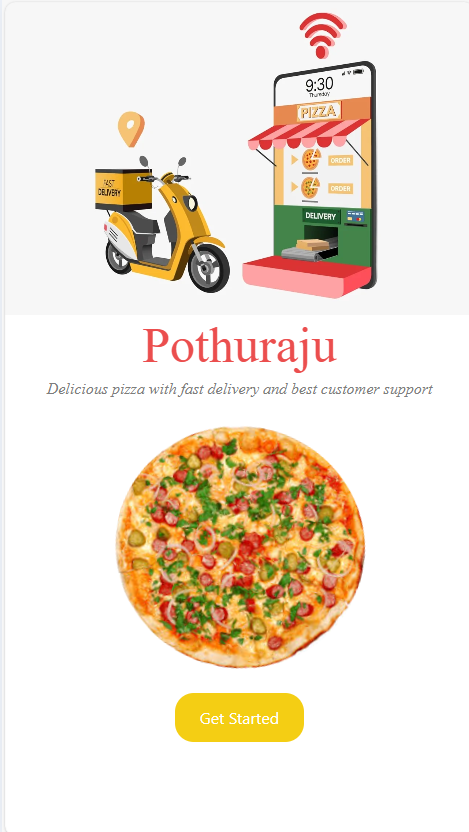 9:30
Thursday
PIZZA
ORDER
ORDER
FAST
DELIVERY
DELIVERY
Pothuraju
Delicious pizza with fast delivery and best customer support
Get Started